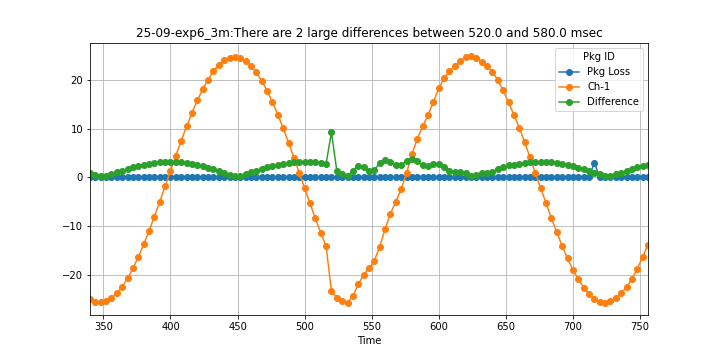 25-09-exp6_3m:There are 2 large differences between 520.0 and 580.0 msec
Pkg ID
Pkg Loss
Ch-1
Difference
20
10
0
−10
−20
350 400 450 500 550 600 650 700 750
Time